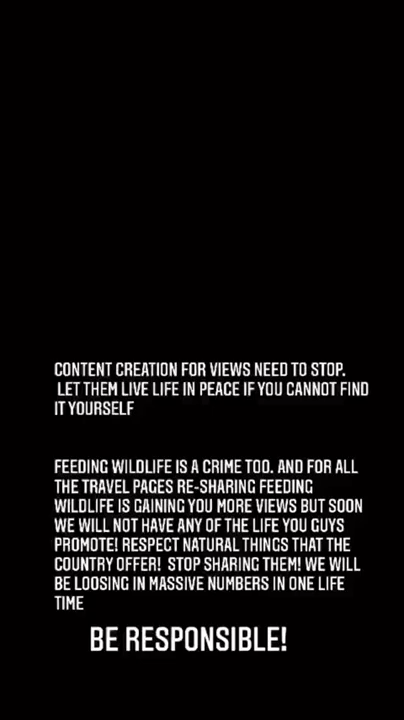 CONTENT CREATION FOR VIEWS NEED TO STOP.
LET THEM LIVE LIFE IN PEACE IF YOU CANNOT FIND
IT YOURSELF
FEEDING WILDLIFE IS A CRIME TOO. AND FOR ALL
THE TRAVEL PAGES RE-SHARING FEEDING
WILDLIFE IS GAINING YOU MORE VIEWS BUT SOON
WE WILL NOT HAVE ANY OF THE LIFE YOU GUYS
PROMOTE! RESPECT NATURAL THINGS THAT THE
COUNTRY OFFER! STOP SHARING THEM! WE WILL
BE LOOSING IN MASSIVE NUMBERS IN ONE LIFE
TIME
BE RESPONSIBLE!